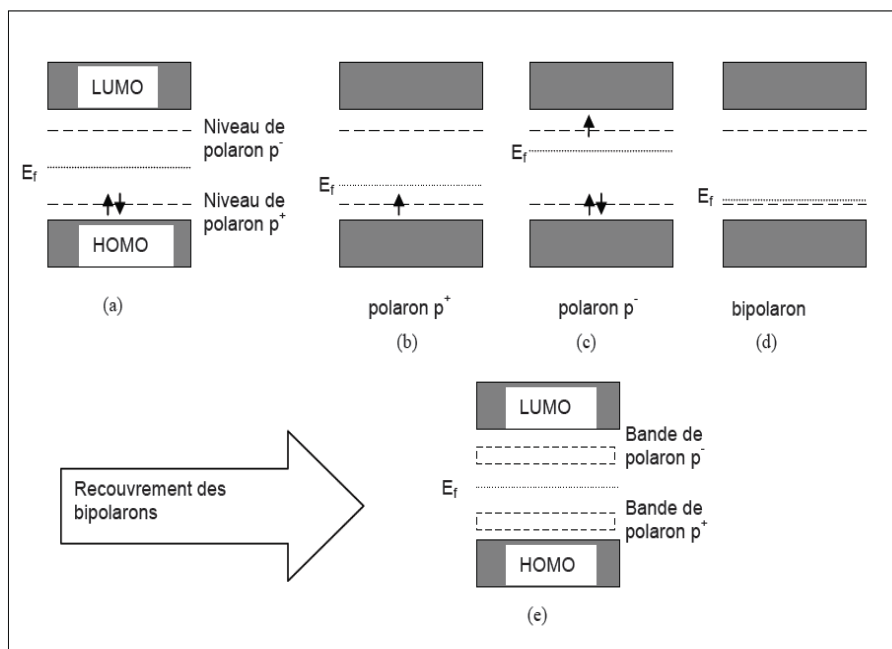 LUMO
Niveau de
polaron p⁻
E_f
Niveau de
polaron p⁺
HOMO
(a)
E_f
polaron p⁺
(b)
E_f
polaron p⁻
(c)
E_f
bipolaron
(d)
Recouvrement des
bipolarons
LUMO
Bande de
polaron p⁻
E_f
Bande de
polaron p⁺
HOMO
(e)